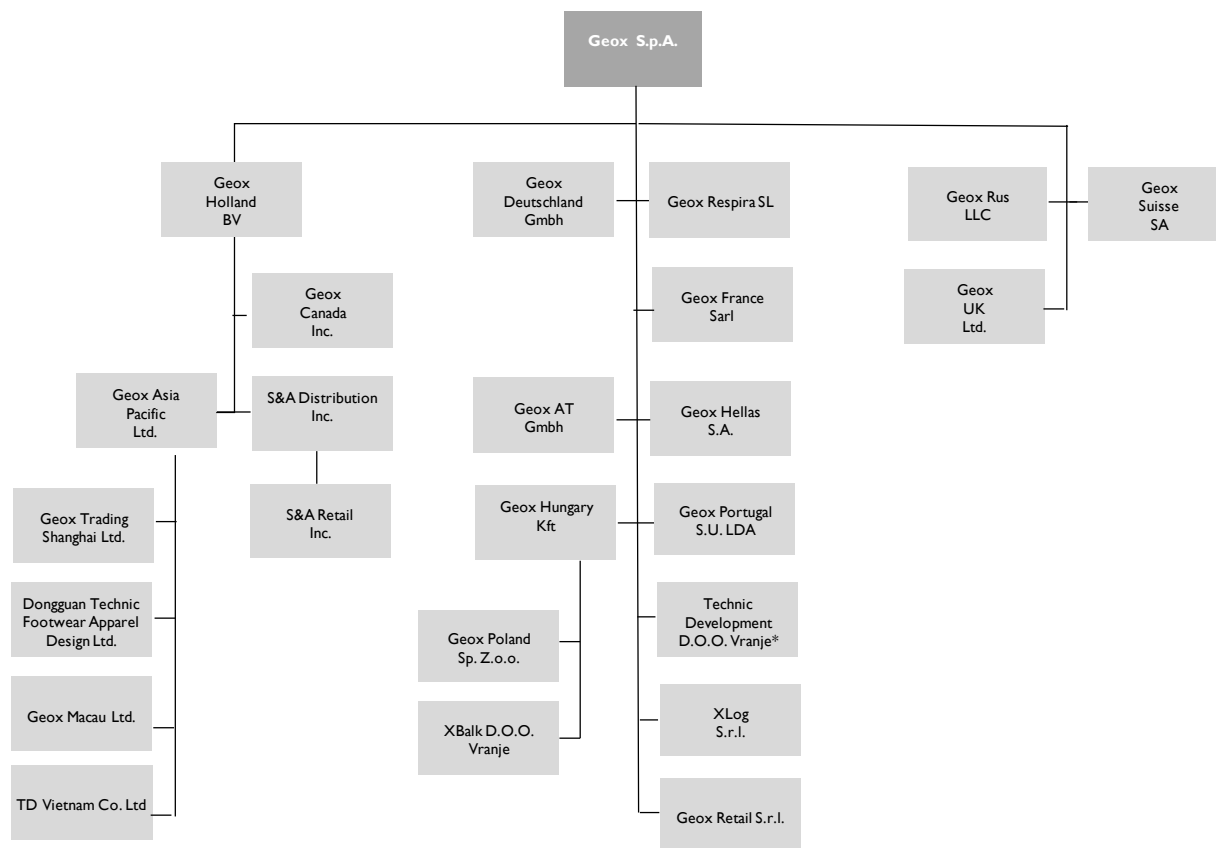 Geox S.p.A.
Geox
Holland
BV
Geox
Deutschland
Gmbh
Geox Respira SL
Geox Rus
LLC
Geox
Suisse
SA
Geox
Canada
Inc.
Geox France
Sarl
Geox
UK
Ltd.
Geox Asia
Pacific
Ltd.
S&A Distribution
Inc.
Geox AT
Gmbh
Geox Hellas
S.A.
Geox Trading
Shanghai Ltd.
S&A Retail
Inc.
Geox Hungary
Kft
Geox Portugal
S.U. LDA
Dongguan Technic
Footwear Apparel
Design Ltd.
Geox Poland
Sp. Z.o.o.
Technic
Development
D.O.O. Vranje*
Geox Macau Ltd.
XBalk D.O.O.
Vranje
XLog
S.r.l.
TD Vietnam Co. Ltd
Geox Retail S.r.l.